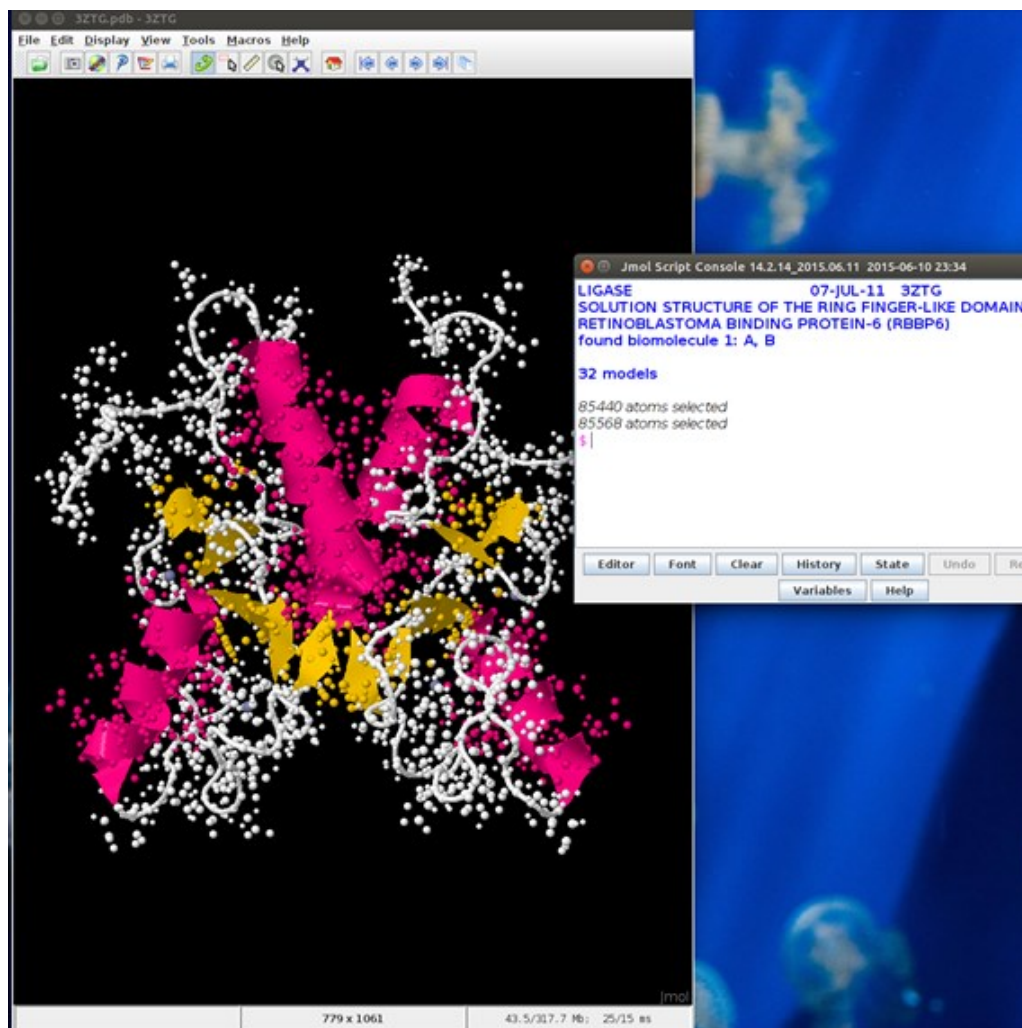 3ZTG.pdb - 3ZTG
File Edit Display View Tools Macros Help
Jmol Script Console 14.2.14_2015.06.11 2015-06-10 23:34
LIGASE 07-JUL-11 3ZTG
SOLUTION STRUCTURE OF THE RING FINGER-LIKE DOMAIN
RETINOBLASTOMA BINDING PROTEIN-6 (RBBP6)
found biomolecule 1: A, B
32 models
85440 atoms selected
85568 atoms selected
$
Editor Font Clear History State Undo Re
Variables Help
Jmol
779 x 1061 43.5/317.7 Mb; 25/15 ms